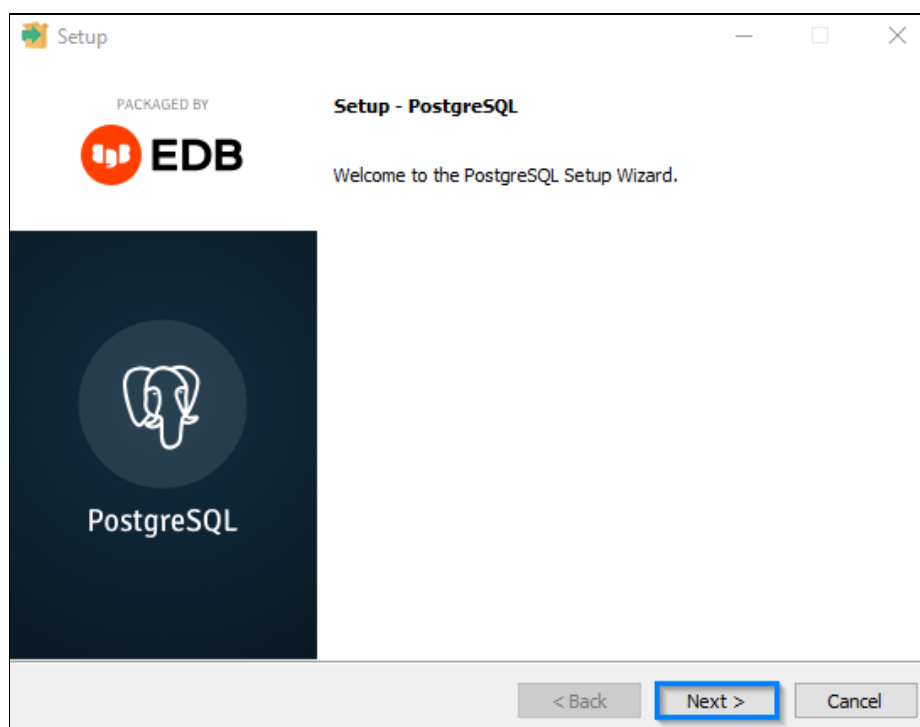 Setup
PACKAGED BY
EDB
Setup - PostgreSQL
Welcome to the PostgreSQL Setup Wizard.
PostgreSQL
< Back
Next >
Cancel